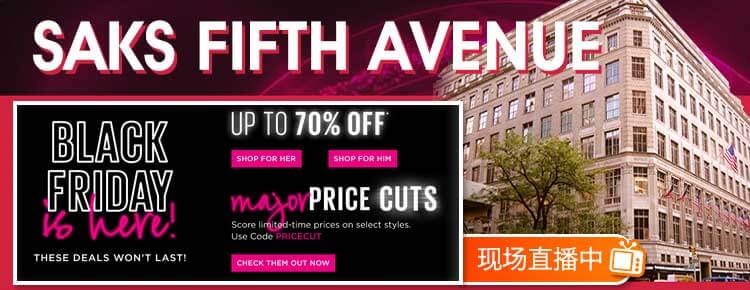 SAKS FIFTH AVENUE
BLACK
FRIDAY
is here!
THESE DEALS WON'T LAST!
UP TO 70% OFF*
SHOP FOR HER
SHOP FOR HIM
major PRICE CUTS
Score limited-time prices on select styles.
Use Code PRICECUT
CHECK THEM OUT NOW
现场直播中